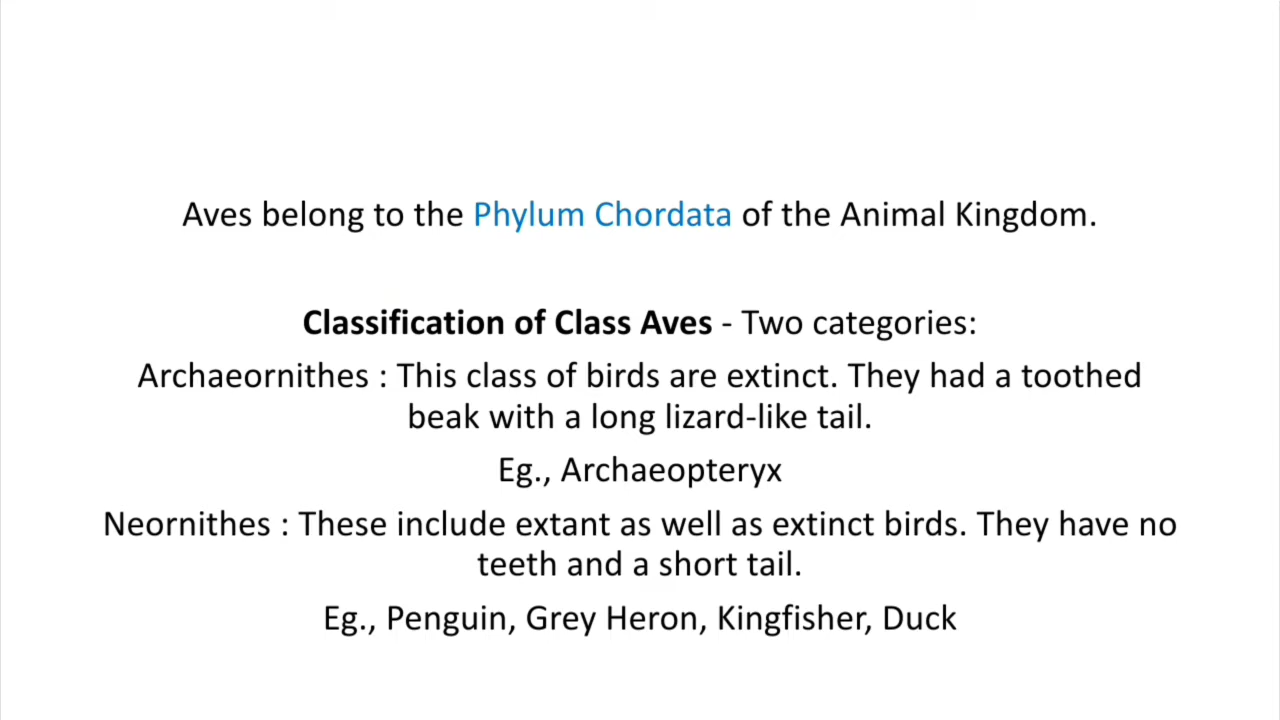 Aves belong to the Phylum Chordata of the Animal Kingdom.
Classification of Class Aves - Two categories:
Archaeornithes : This class of birds are extinct. They had a toothed
beak with a long lizard-like tail.
Eg., Archaeopteryx
Neornithes : These include extant as well as extinct birds. They have no
teeth and a short tail.
Eg., Penguin, Grey Heron, Kingfisher, Duck